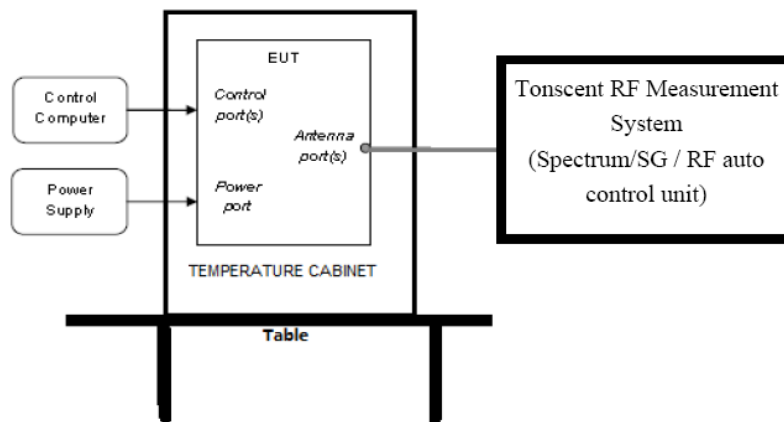 Control
Computer
Power
Supply
EUT
Control
port(s)
Antenna
port(s)
Power
port
TEMPERATURE CABINET
Table
Tonscent RF Measurement
System
(Spectrum/SG / RF auto
control unit)